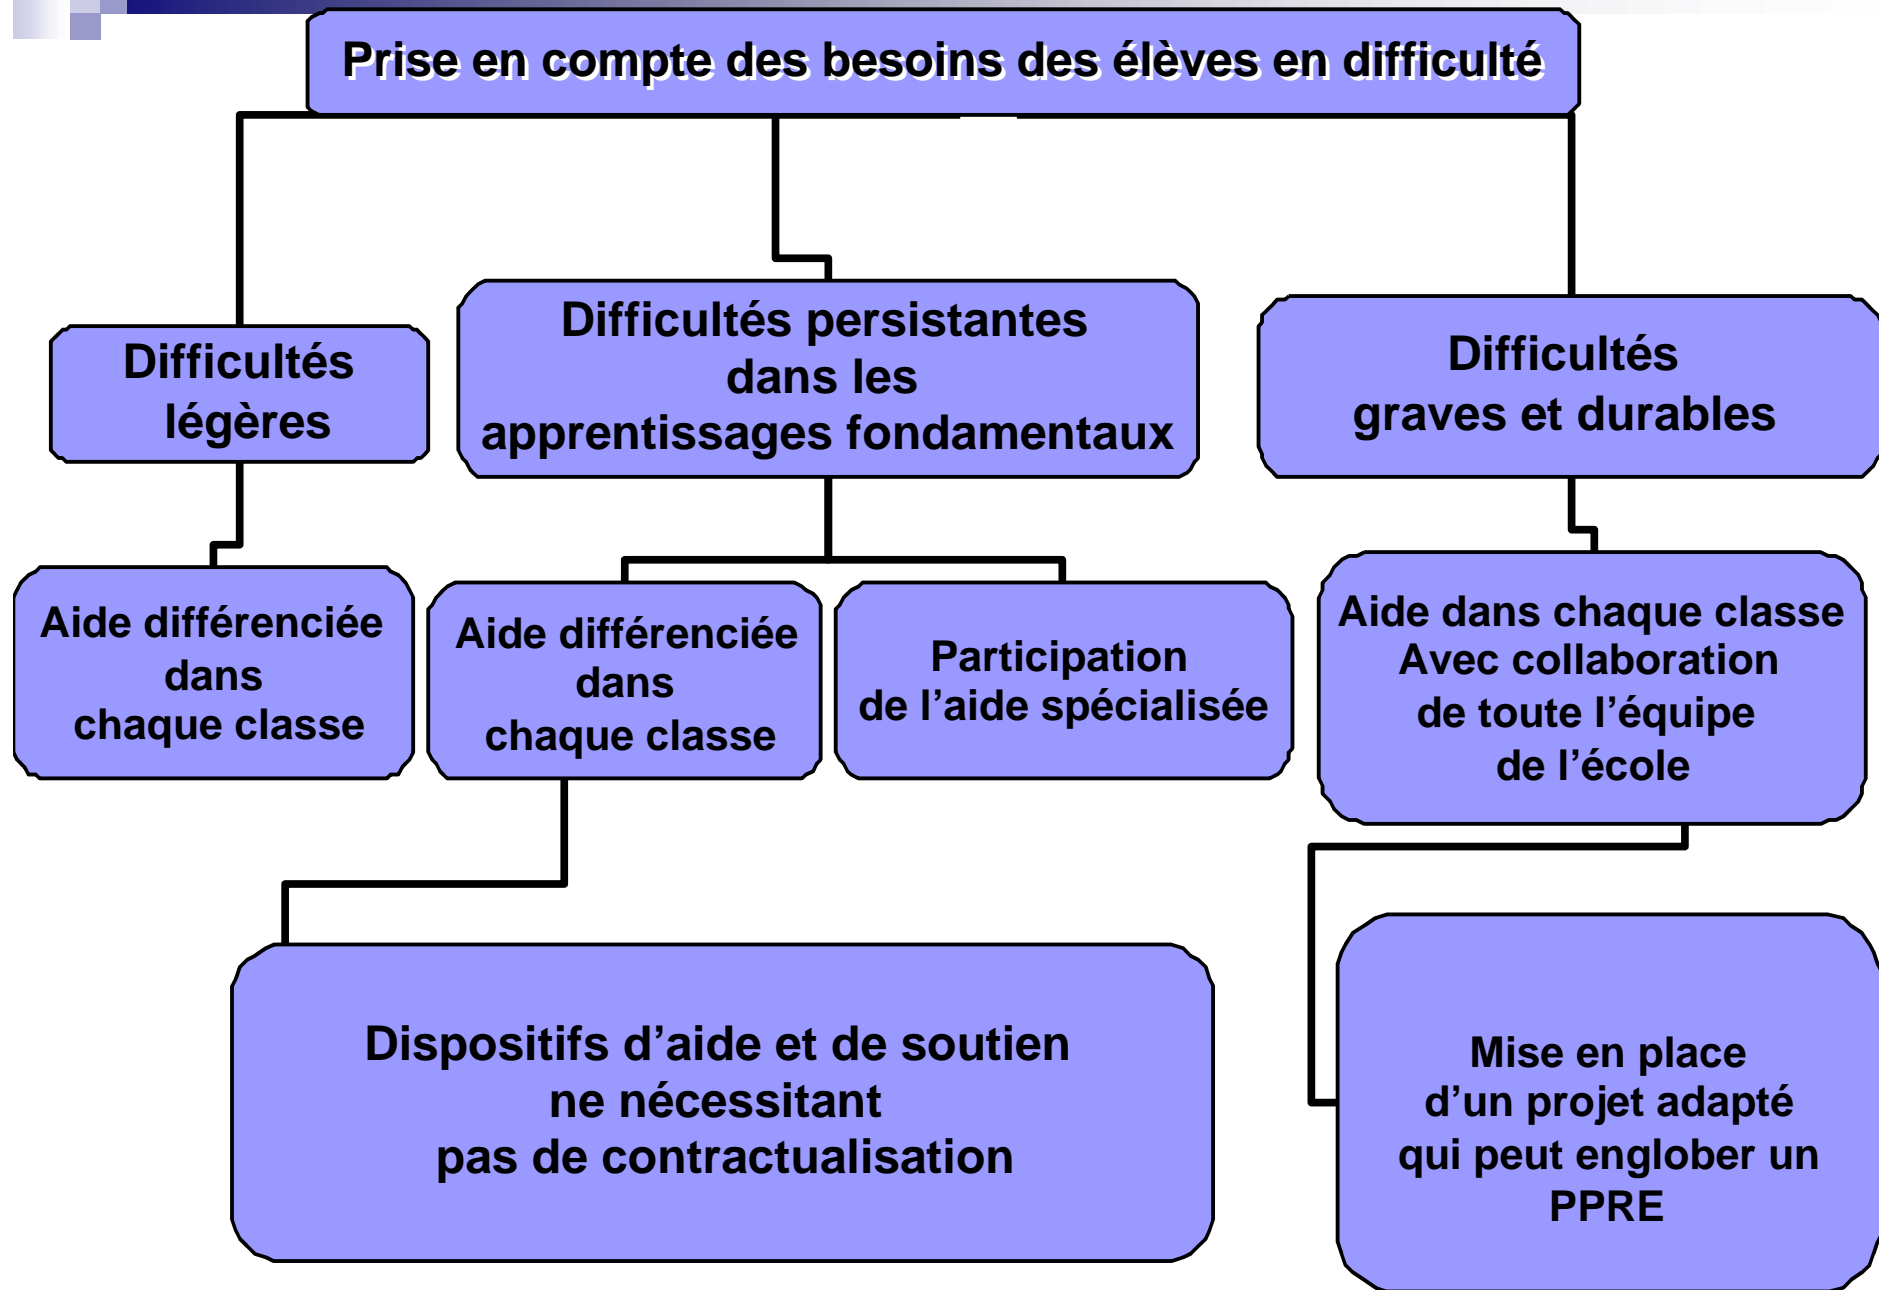 Prise en compte des besoins des élèves en difficulté
Difficultés
légères
Difficultés persistantes
dans les
apprentissages fondamentaux
Difficultés
graves et durables
Aide différenciée
dans
chaque classe
Aide différenciée
dans
chaque classe
Participation
de l’aide spécialisée
Aide dans chaque classe
Avec collaboration
de toute l’équipe
de l’école
Dispositifs d’aide et de soutien
ne nécessitant
pas de contractualisation
Mise en place
d’un projet adapté
qui peut englober un
PPRE